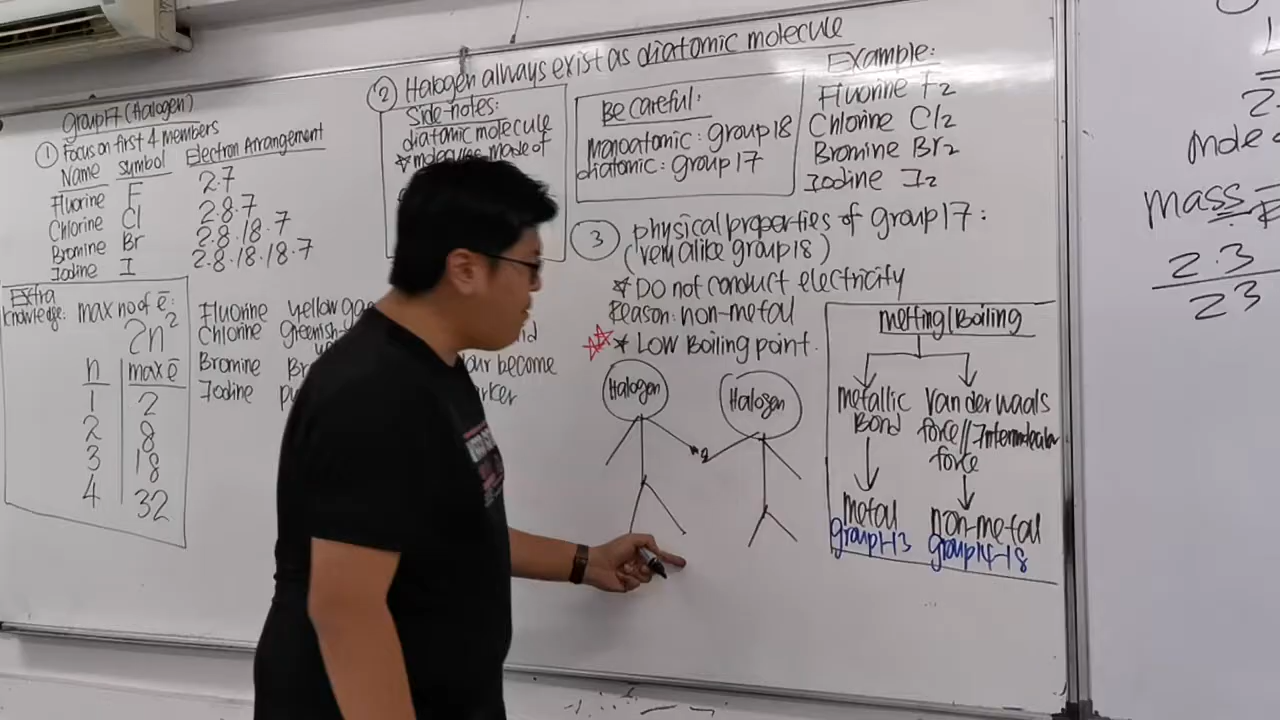 Group 17 (Halogen)
① Focus on first 4 members
Name Symbol Electron Arrangement
Fluorine F 2.7
Chlorine Cl 2.8.7
Bromine Br 2.8.18.7
Iodine I 2.8.18.18.7
Extra knowledge: max no of ē:
2n²
n max ē
1 2
2 8
3 18
4 32
Fluorine yellow
Chlorine Greenish
Bromine Br
Iodine
become
② Halogen always exist as diatomic molecule
Side-notes:
diatomic molecule
* molecules made of
Be careful:
Monoatomic: group 18
diatomic: group 17
Example:
Fluorine F2
Chlorine Cl2
Bromine Br2
Iodine I2
③ physical properties of group 17:
(very alike group 18)
* Do not conduct electricity
Reason: non-metal
* Low Boiling point.
Halogen Halogen
Melting/Boiling
Metallic Bond
Van der waals force//Intermolecular force
Metal
group 1-13
non-metal
group 14-18
mass
2.3
23